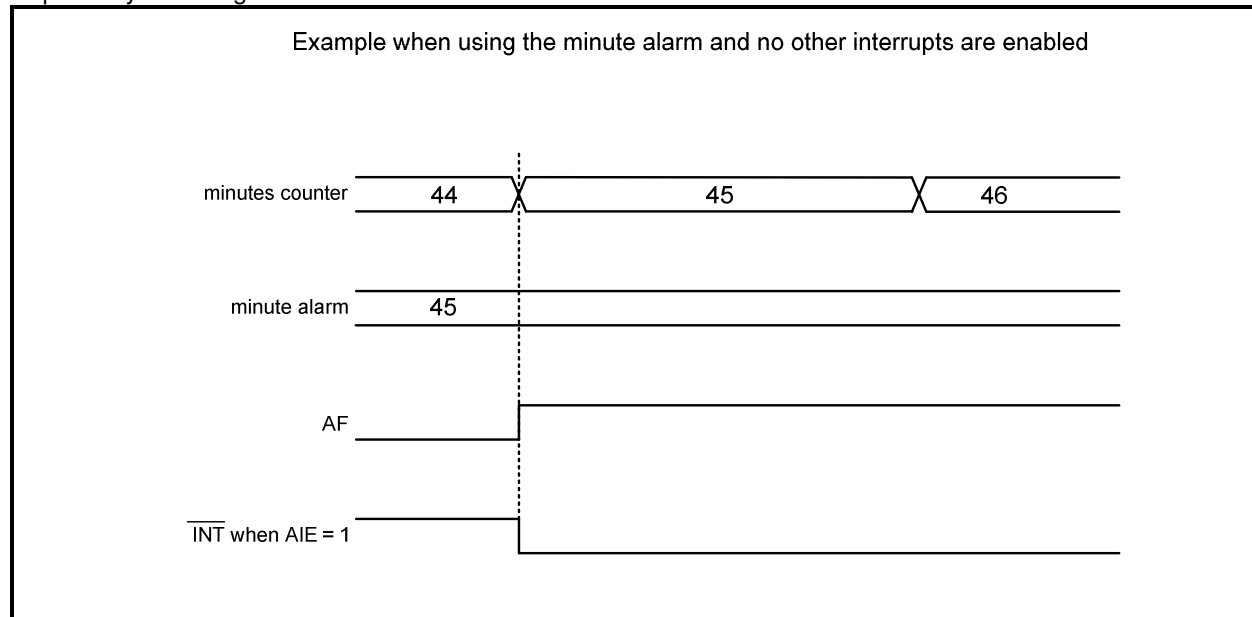 Example when using the minute alarm and no other interrupts are enabled
minutes counter 44 45 46
minute alarm 45
AF
INT when AIE = 1